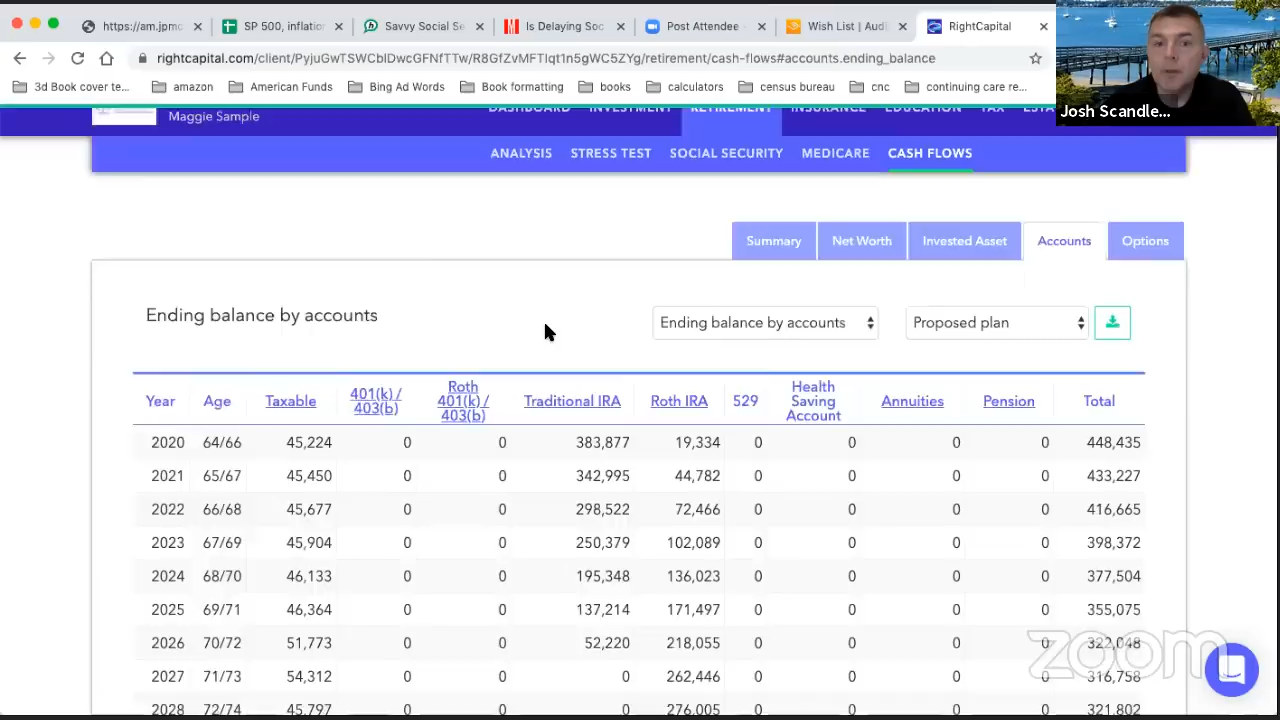 https://am.jpmc
SP 500, inflation
Savvy Social Se
Is Delaying Soc
Post Attendee
Wish List | Audi
RightCapital
rightcapital.com/client/PyjuGwTSWCblDwcGFNfTTw/R8GfZvMFTlqt1n5gWC5ZYg/retirement/cash-flows#accounts.ending_balance
3d Book cover te...
amazon
American Funds
Bing Ad Words
Book formatting
books
calculators
census bureau
cnc
continuing care re...
Josh Scandle...
DASHBOARD
INVESTMENT
RETIREMENT
INSURANCE
EDUCATION
TAX
Maggie Sample
ANALYSIS
STRESS TEST
SOCIAL SECURITY
MEDICARE
CASH FLOWS
Summary
Net Worth
Invested Asset
Accounts
Options
Ending balance by accounts
Ending balance by accounts
Proposed plan
Year Age Taxable 401(k) / 403(b) Roth 401(k) / 403(b) Traditional IRA Roth IRA 529 Health Saving Account Annuities Pension Total
2020 64/66 45,224 0 0 383,877 19,334 0 0 0 0 448,435
2021 65/67 45,450 0 0 342,995 44,782 0 0 0 0 433,227
2022 66/68 45,677 0 0 298,522 72,466 0 0 0 0 416,665
2023 67/69 45,904 0 0 250,379 102,089 0 0 0 0 398,372
2024 68/70 46,133 0 0 195,348 136,023 0 0 0 0 377,504
2025 69/71 46,364 0 0 137,214 171,497 0 0 0 0 355,075
2026 70/72 51,773 0 0 52,220 218,055 0 0 0 0 322,048
2027 71/73 54,312 0 0 0 262,446 0 0 0 0 316,758
2028 72/74 45,797 0 0 0 276,005 0 0 0 0 321,802
zoom